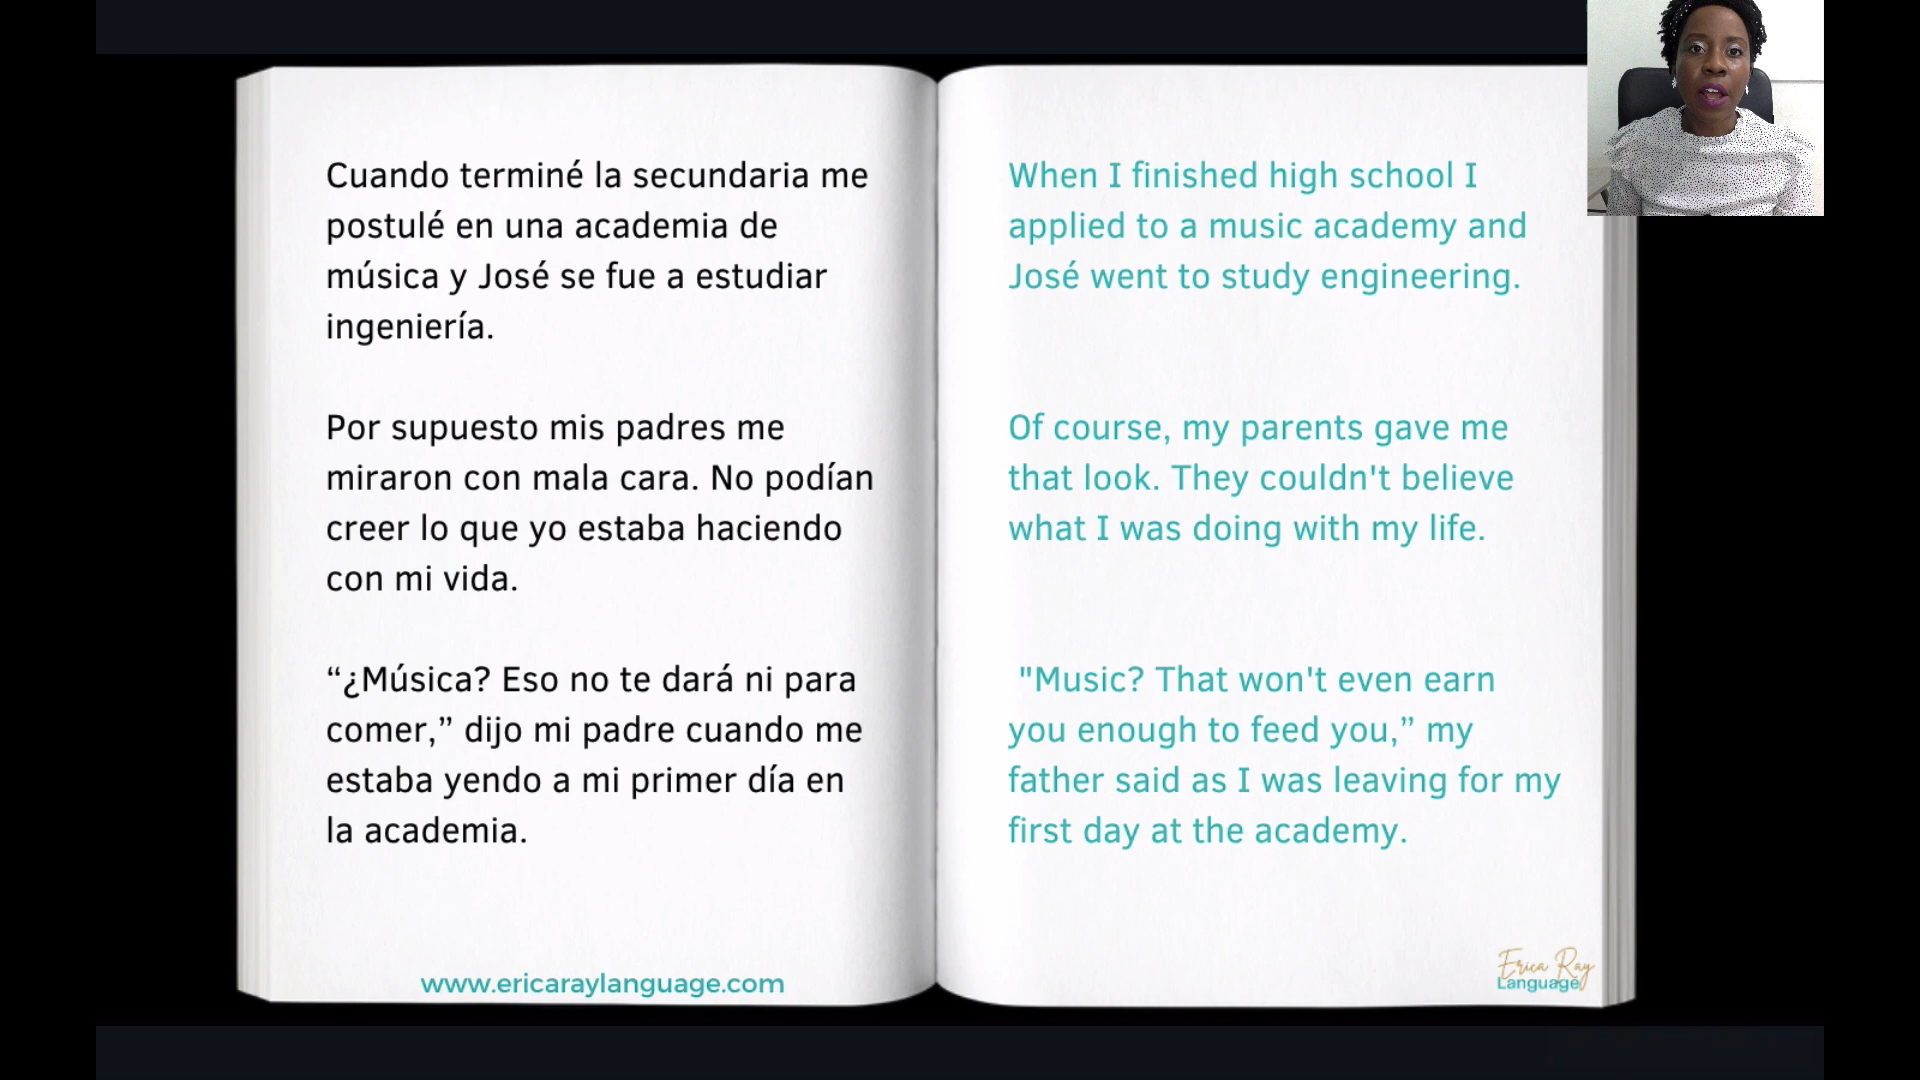 Cuando terminé la secundaria me
postulé en una academia de
música y José se fue a estudiar
ingeniería.
Por supuesto mis padres me
miraron con mala cara. No podían
creer lo que yo estaba haciendo
con mi vida.
“¿Música? Eso no te dará ni para
comer,” dijo mi padre cuando me
estaba yendo a mi primer día en
la academia.
www.ericaraylanguage.com
When I finished high school I
applied to a music academy and
José went to study engineering.
Of course, my parents gave me
that look. They couldn't believe
what I was doing with my life.
"Music? That won't even earn
you enough to feed you,” my
father said as I was leaving for my
first day at the academy.
Erica Ray
Language